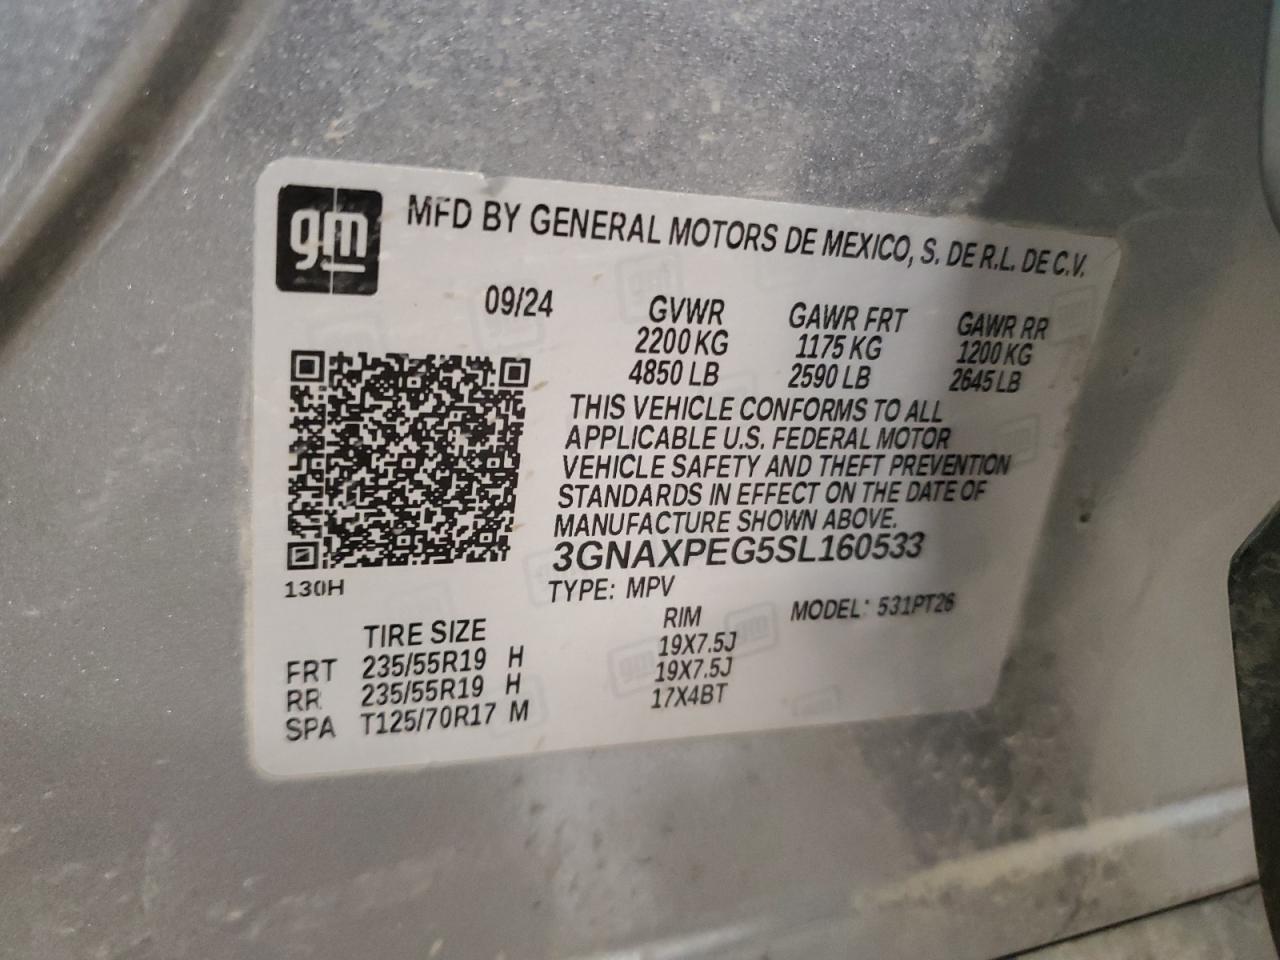 gm
MFD BY GENERAL MOTORS DE MEXICO, S. DE R.L. DE C.V.
09/24 GVWR GAWR FRT GAWR RR
2200 KG 1175 KG 1200 KG
4850 LB 2590 LB 2645 LB
THIS VEHICLE CONFORMS TO ALL
APPLICABLE U.S. FEDERAL MOTOR
VEHICLE SAFETY AND THEFT PREVENTION
STANDARDS IN EFFECT ON THE DATE OF
MANUFACTURE SHOWN ABOVE.
3GNAXPEG5SL160533
130H
TYPE: MPV MODEL: 531PT26
TIRE SIZE RIM
FRT 235/55R19 H 19X7.5J
RR 235/55R19 H 19X7.5J
SPA T125/70R17 M 17X4BT